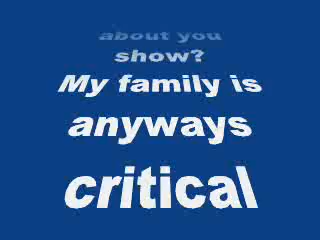 about you
show?
My family is
anyways
critical